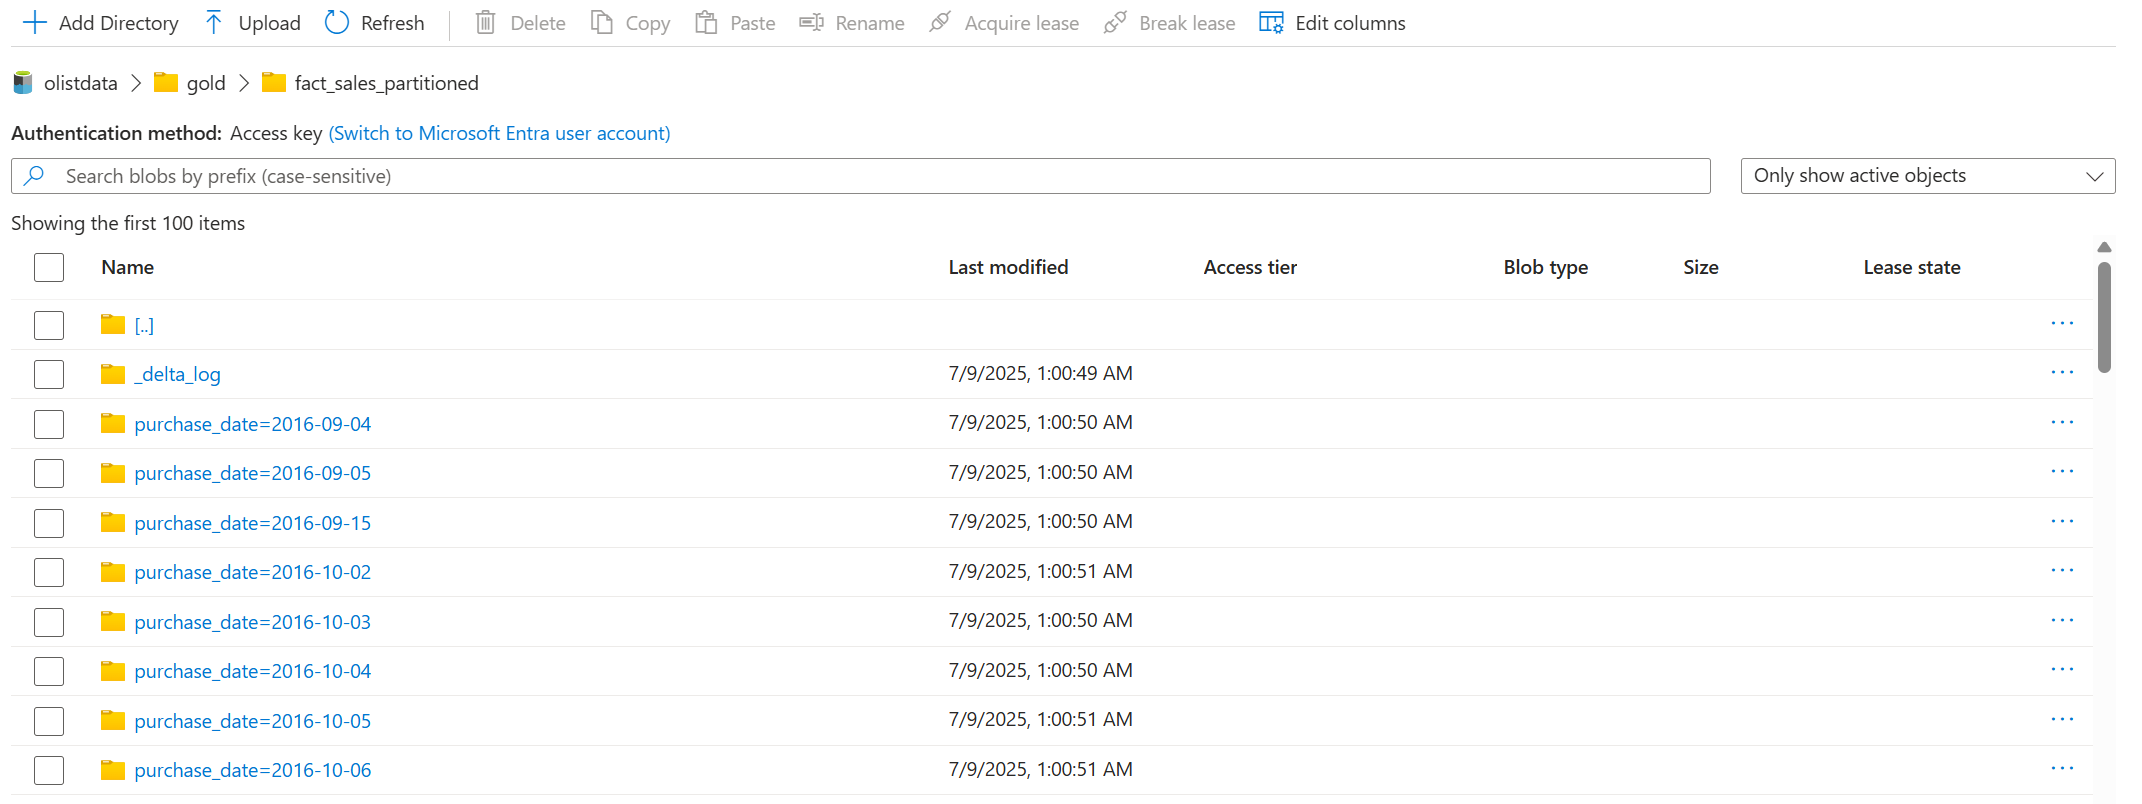 Add Directory Upload Refresh Delete Copy Paste Rename Acquire lease Break lease Edit columns
olistdata > gold > fact_sales_partitioned
Authentication method: Access key (Switch to Microsoft Entra user account)
Search blobs by prefix (case-sensitive) Only show active objects
Showing the first 100 items
Name Last modified Access tier Blob type Size Lease state
[..]
_delta_log 7/9/2025, 1:00:49 AM
purchase_date=2016-09-04 7/9/2025, 1:00:50 AM
purchase_date=2016-09-05 7/9/2025, 1:00:50 AM
purchase_date=2016-09-15 7/9/2025, 1:00:50 AM
purchase_date=2016-10-02 7/9/2025, 1:00:51 AM
purchase_date=2016-10-03 7/9/2025, 1:00:50 AM
purchase_date=2016-10-04 7/9/2025, 1:00:50 AM
purchase_date=2016-10-05 7/9/2025, 1:00:51 AM
purchase_date=2016-10-06 7/9/2025, 1:00:51 AM